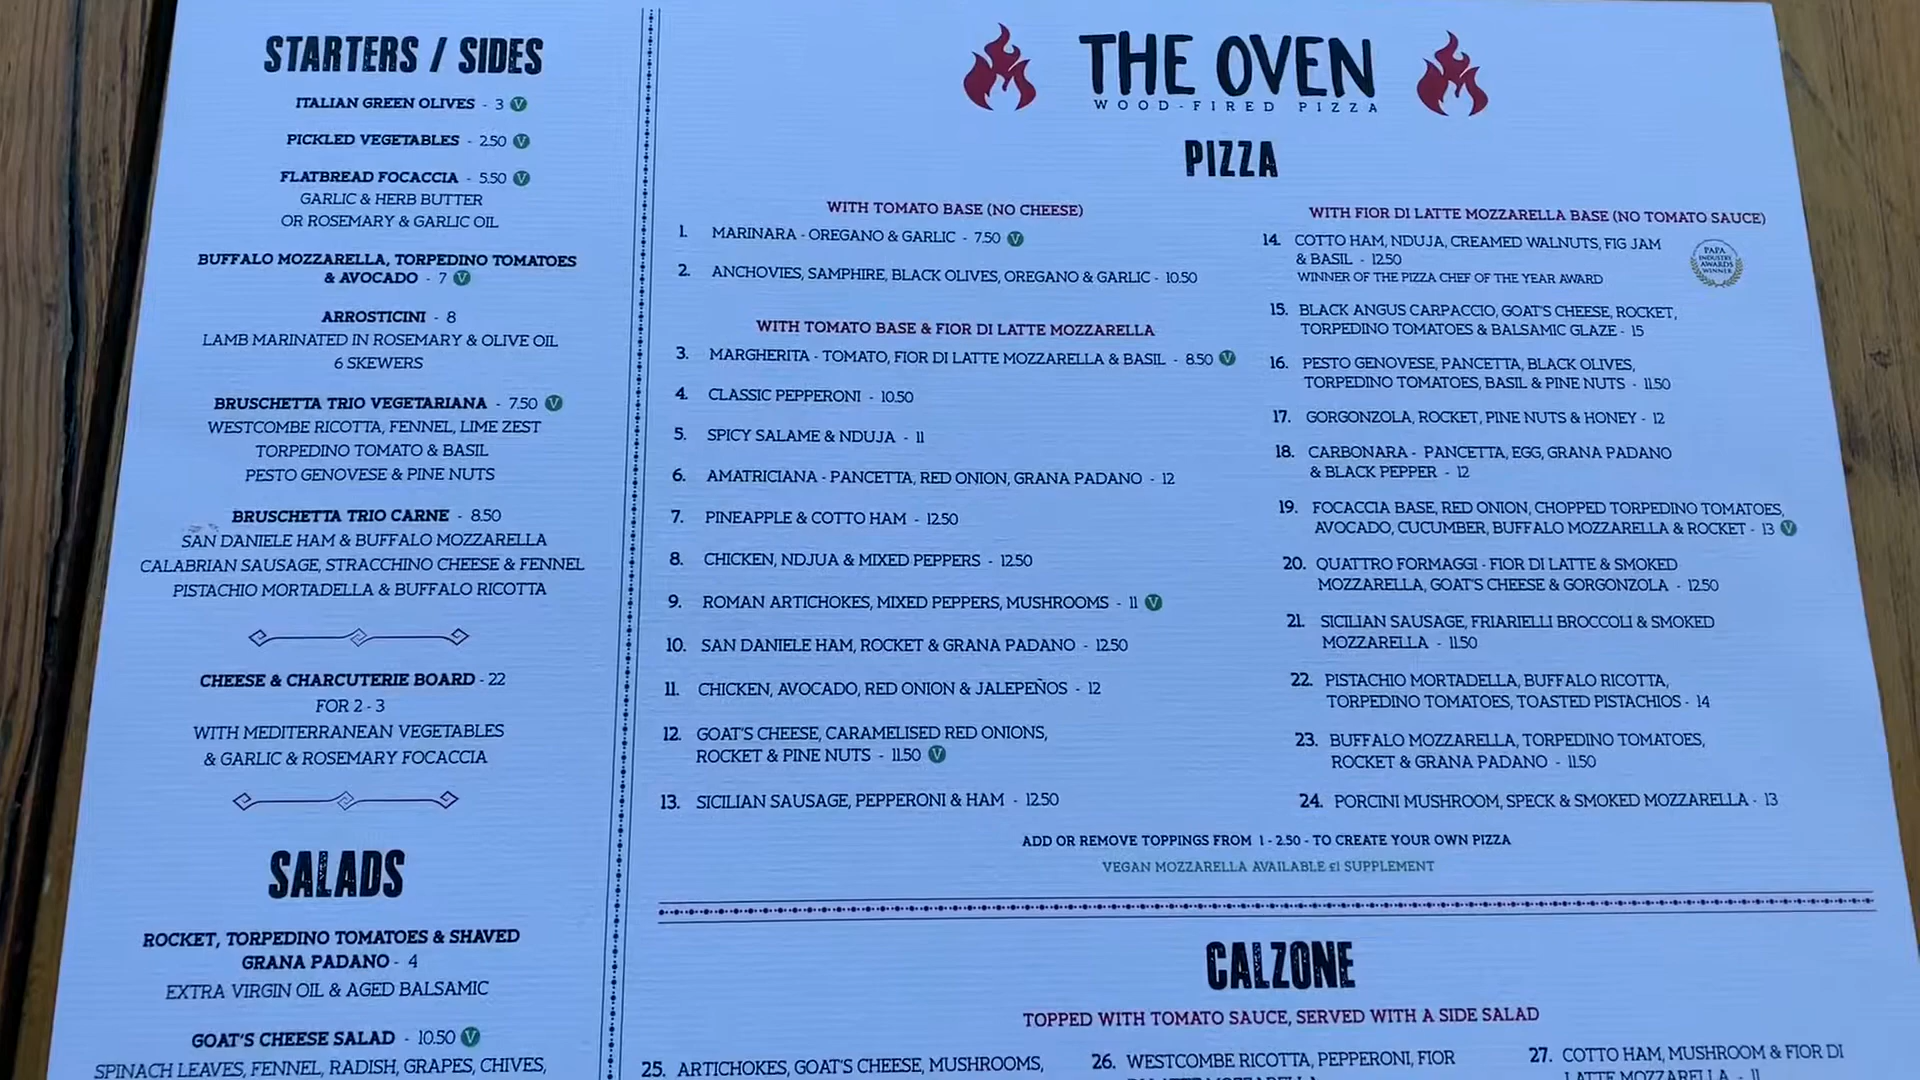 STARTERS / SIDES
ITALIAN GREEN OLIVES - 3 V
PICKLED VEGETABLES - 2.50 V
FLATBREAD FOCACCIA - 5.50 V
GARLIC & HERB BUTTER
OR ROSEMARY & GARLIC OIL
BUFFALO MOZZARELLA, TORPEDINO TOMATOES
& AVOCADO - 7 V
ARROSTICINI - 8
LAMB MARINATED IN ROSEMARY & OLIVE OIL
6 SKEWERS
BRUSCHETTA TRIO VEGETARIANA - 7.50 V
WESTCOMBE RICOTTA, FENNEL, LIME ZEST
TORPEDINO TOMATO & BASIL
PESTO GENOVESE & PINE NUTS
BRUSCHETTA TRIO CARNE - 8.50
SAN DANIELE HAM & BUFFALO MOZZARELLA
CALABRIAN SAUSAGE, STRACCHINO CHEESE & FENNEL
PISTACHIO MORTADELLA & BUFFALO RICOTTA
CHEESE & CHARCUTERIE BOARD - 22
FOR 2 - 3
WITH MEDITERRANEAN VEGETABLES
& GARLIC & ROSEMARY FOCACCIA
SALADS
ROCKET, TORPEDINO TOMATOES & SHAVED
GRANA PADANO - 4
EXTRA VIRGIN OIL & AGED BALSAMIC
GOAT'S CHEESE SALAD - 10.50 V
SPINACH LEAVES, FENNEL, RADISH, GRAPES, CHIVES,
THE OVEN
WOOD-FIRED PIZZA
PIZZA
WITH TOMATO BASE (NO CHEESE)
1. MARINARA - OREGANO & GARLIC - 7.50 V
2. ANCHOVIES, SAMPHIRE, BLACK OLIVES, OREGANO & GARLIC - 10.50
WITH TOMATO BASE & FIOR DI LATTE MOZZARELLA
3. MARGHERITA - TOMATO, FIOR DI LATTE MOZZARELLA & BASIL - 8.50 V
4. CLASSIC PEPPERONI - 10.50
5. SPICY SALAME & NDUJA - 11
6. AMATRICIANA - PANCETTA, RED ONION, GRANA PADANO - 12
7. PINEAPPLE & COTTO HAM - 12.50
8. CHICKEN, NDJUA & MIXED PEPPERS - 12.50
9. ROMAN ARTICHOKES, MIXED PEPPERS, MUSHROOMS - 11 V
10. SAN DANIELE HAM, ROCKET & GRANA PADANO - 12.50
11. CHICKEN, AVOCADO, RED ONION & JALEPEÑOS - 12
12. GOAT'S CHEESE, CARAMELISED RED ONIONS,
ROCKET & PINE NUTS - 11.50 V
13. SICILIAN SAUSAGE, PEPPERONI & HAM - 12.50
WITH FIOR DI LATTE MOZZARELLA BASE (NO TOMATO SAUCE)
14. COTTO HAM, NDUJA, CREAMED WALNUTS, FIG JAM
& BASIL - 12.50
WINNER OF THE PIZZA CHEF OF THE YEAR AWARD
PAPA
INDUSTRY
AWARDS
WINNER
15. BLACK ANGUS CARPACCIO, GOAT'S CHEESE, ROCKET,
TORPEDINO TOMATOES & BALSAMIC GLAZE - 15
16. PESTO GENOVESE, PANCETTA, BLACK OLIVES,
TORPEDINO TOMATOES, BASIL & PINE NUTS - 11.50
17. GORGONZOLA, ROCKET, PINE NUTS & HONEY - 12
18. CARBONARA - PANCETTA, EGG, GRANA PADANO
& BLACK PEPPER - 12
19. FOCACCIA BASE, RED ONION, CHOPPED TORPEDINO TOMATOES,
AVOCADO, CUCUMBER, BUFFALO MOZZARELLA & ROCKET - 13 V
20. QUATTRO FORMAGGI - FIOR DI LATTE & SMOKED
MOZZARELLA, GOAT'S CHEESE & GORGONZOLA - 12.50
21. SICILIAN SAUSAGE, FRIARIELLI BROCCOLI & SMOKED
MOZZARELLA - 11.50
22. PISTACHIO MORTADELLA, BUFFALO RICOTTA,
TORPEDINO TOMATOES, TOASTED PISTACHIOS - 14
23. BUFFALO MOZZARELLA, TORPEDINO TOMATOES,
ROCKET & GRANA PADANO - 11.50
24. PORCINI MUSHROOM, SPECK & SMOKED MOZZARELLA - 13
ADD OR REMOVE TOPPINGS FROM 1 - 2.50 - TO CREATE YOUR OWN PIZZA
VEGAN MOZZARELLA AVAILABLE £1 SUPPLEMENT
CALZONE
TOPPED WITH TOMATO SAUCE, SERVED WITH A SIDE SALAD
25. ARTICHOKES, GOAT'S CHEESE, MUSHROOMS,
26. WESTCOMBE RICOTTA, PEPPERONI, FIOR
DI LATTE MOZZARELLA
27. COTTO HAM, MUSHROOM & FIOR DI
LATTE MOZZARELLA - 11